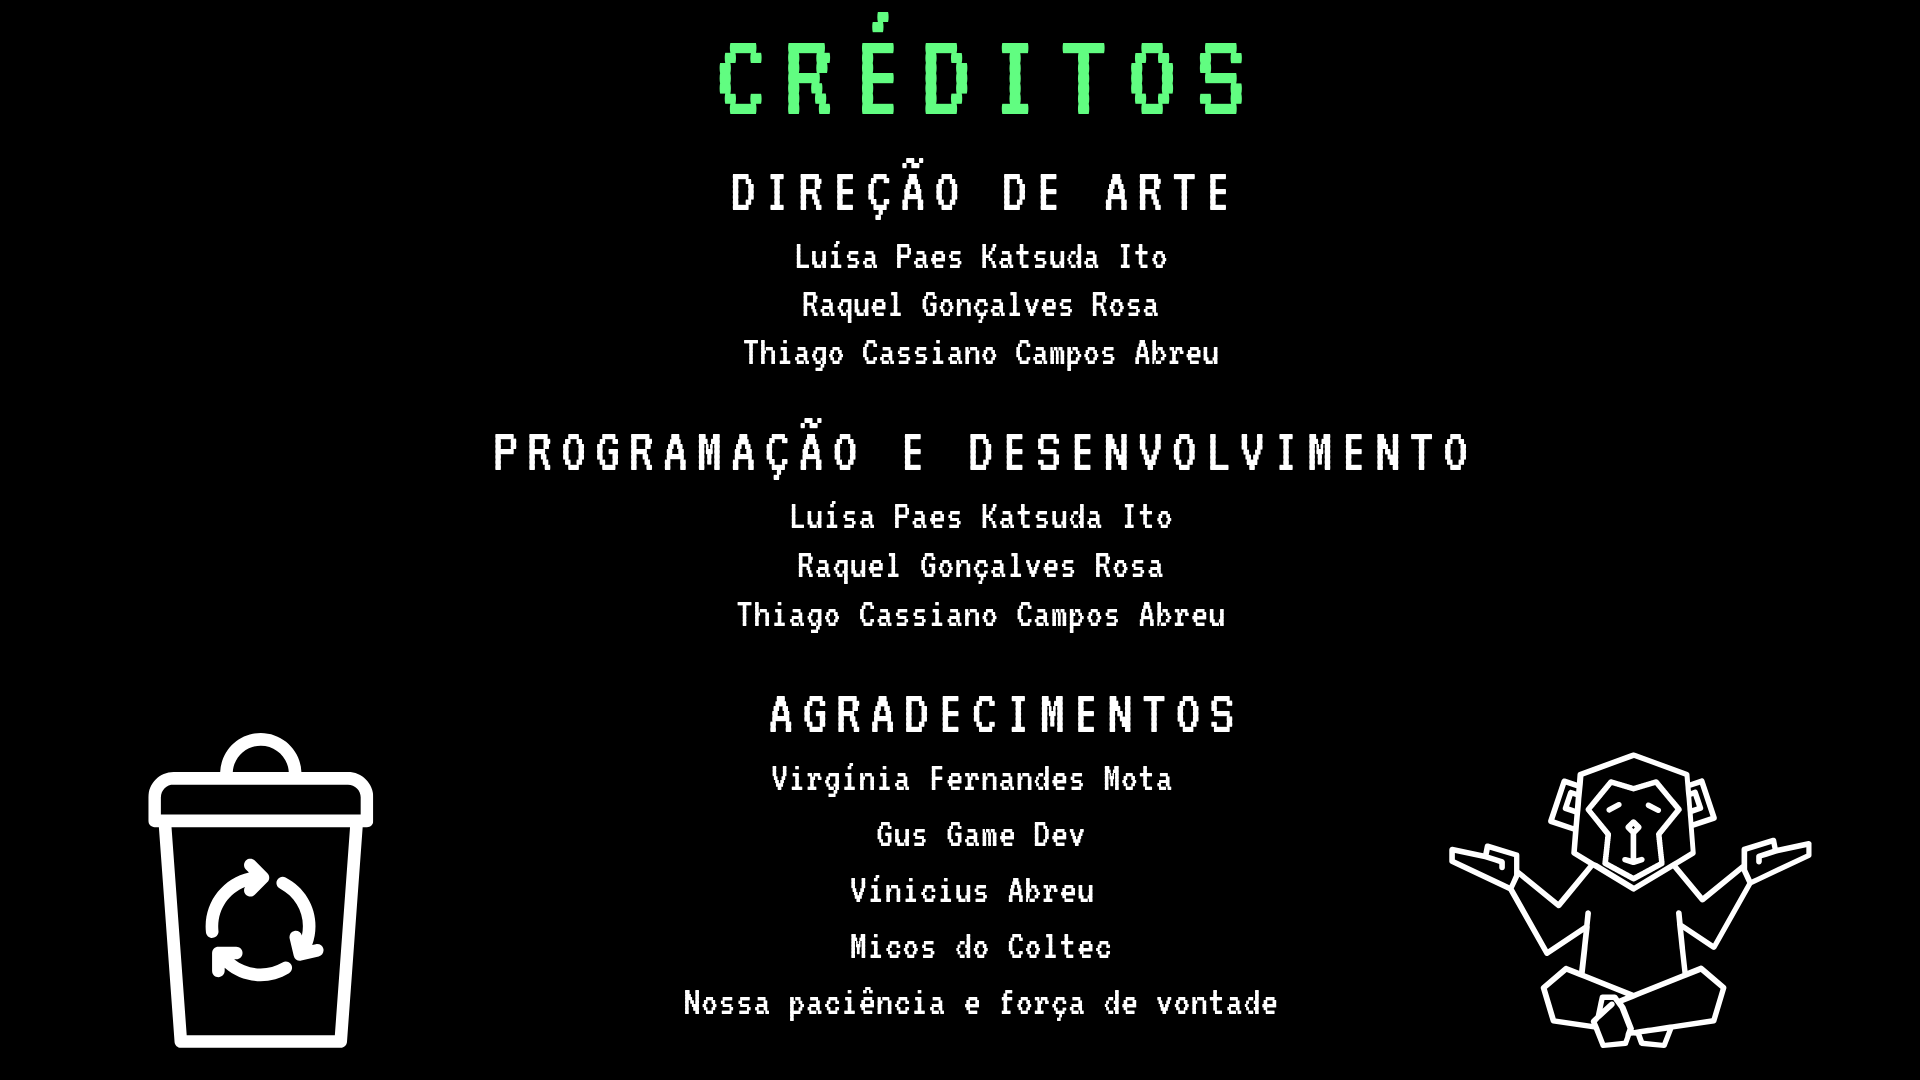 CRÉDITOS
DIREÇÃO DE ARTE
Luísa Paes Katsuda Ito
Raquel Gonçalves Rosa
Thiago Cassiano Campos Abreu
PROGRAMAÇÃO E DESENVOLVIMENTO
Luísa Paes Katsuda Ito
Raquel Gonçalves Rosa
Thiago Cassiano Campos Abreu
AGRADECIMENTOS
Virgínia Fernandes Mota
Gus Game Dev
Vínicius Abreu
Micos do Coltec
Nossa paciência e força de vontade